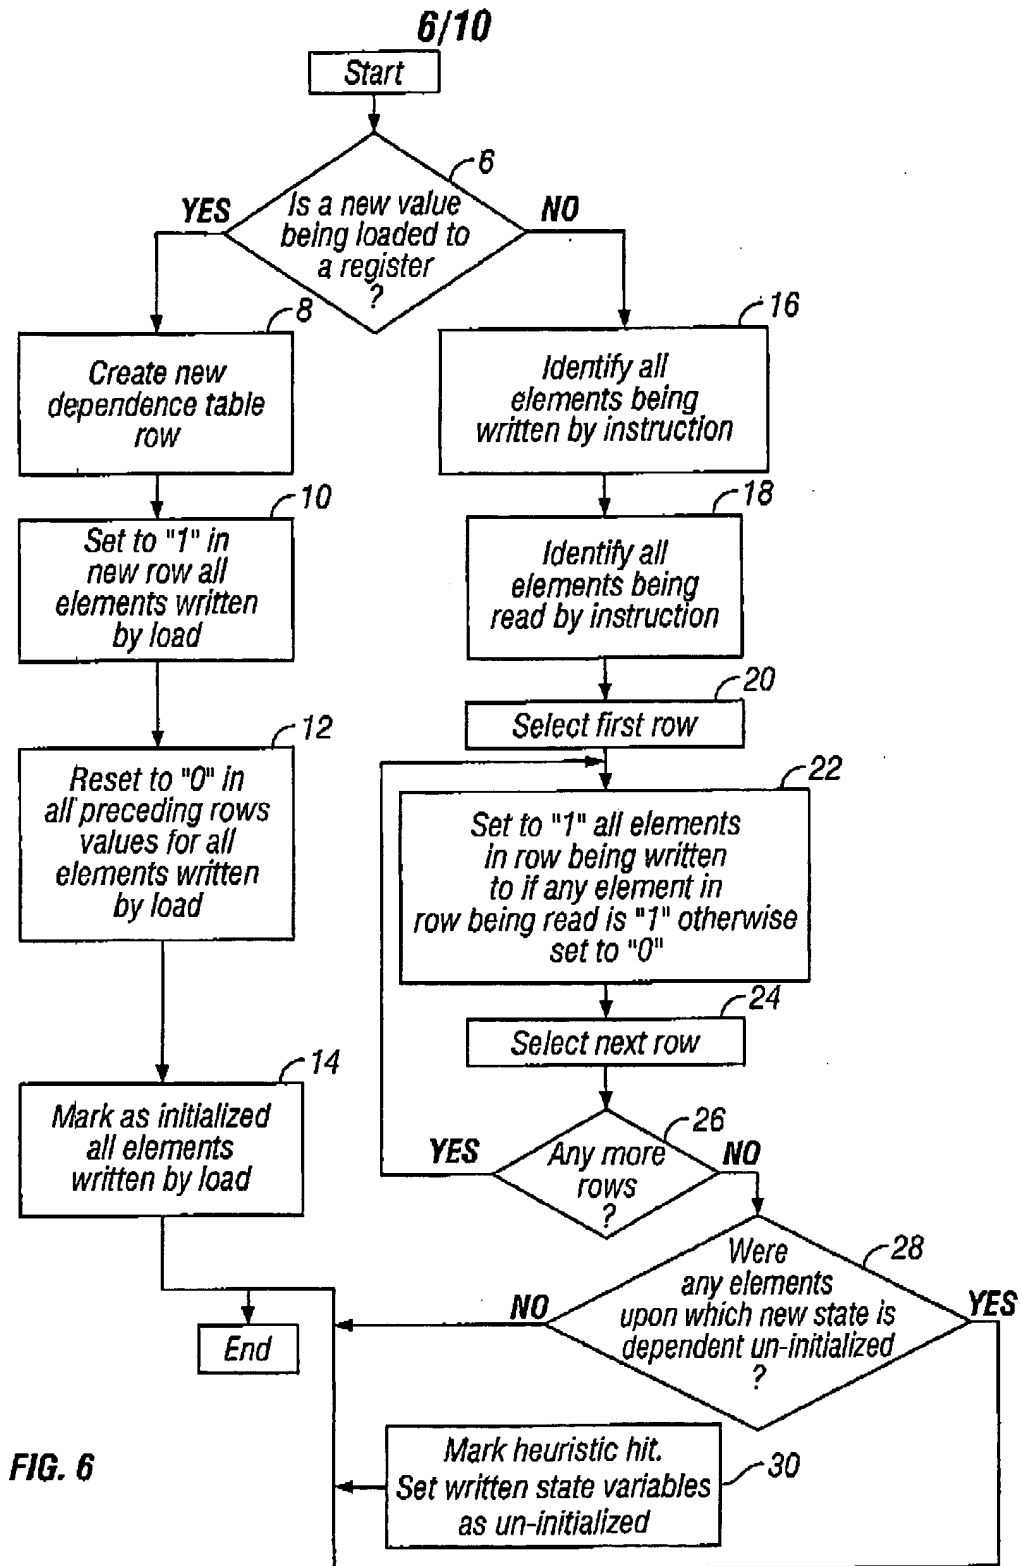 6/10
Start
6
Is a new value
being loaded to
a register
?
YES
NO
8
Create new
dependence table
row
10
Set to "1" in
new row all
elements written
by load
12
Reset to "0" in
all preceding rows
values for all
elements written
by load
14
Mark as initialized
all elements
written by load
End
16
Identify all
elements being
written by instruction
18
Identify all
elements being
read by instruction
20
Select first row
22
Set to "1" all elements
in row being written
to if any element in
row being read is "1" otherwise
set to "0"
24
Select next row
26
Any more
rows
?
YES
NO
28
Were
any elements
upon which new state is
dependent un-initialized
?
NO
YES
30
Mark heuristic hit.
Set written state variables
as un-initialized
FIG. 6